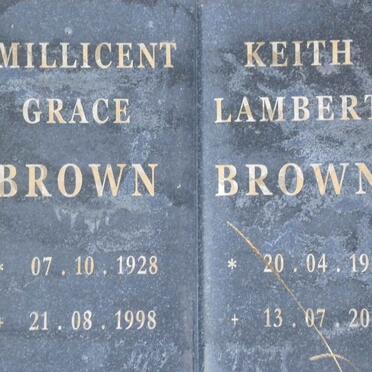 MILLICENT
GRACE
BROWN
* 07.10.1928
+ 21.08.1998
KEITH
LAMBERT
BROWN
* 20.04.19
+ 13.07.20